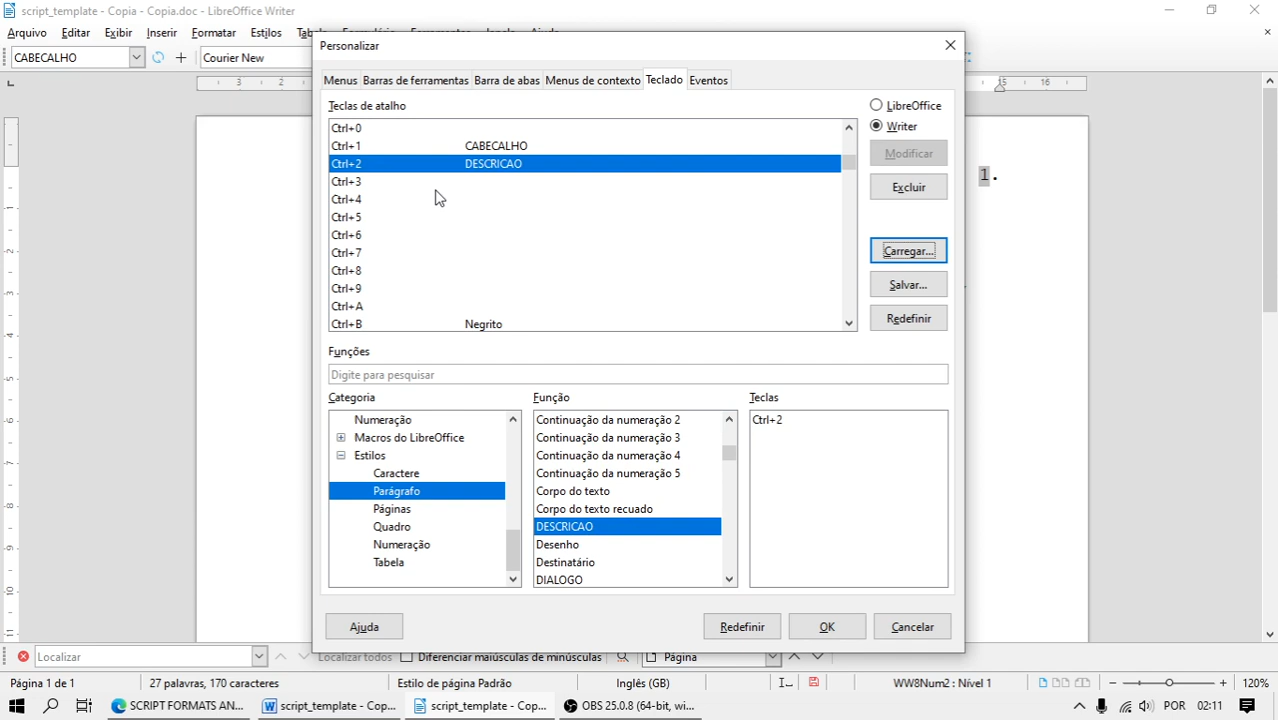 script_template - Copia - Copia.doc - LibreOffice Writer
Arquivo Editar Exibir Inserir Formatar Estilos
CABECALHO
Courier New
3 2 15 16
1.
Personalizar
Menus Barras de ferramentas Barra de abas Menus de contexto Teclado Eventos
Teclas de atalho
LibreOffice
Writer
Ctrl+0
Ctrl+1 CABECALHO
Ctrl+2 DESCRICAO
Ctrl+3
Ctrl+4
Ctrl+5
Ctrl+6
Ctrl+7
Ctrl+8
Ctrl+9
Ctrl+A
Ctrl+B Negrito
Modificar
Excluir
Carregar...
Salvar...
Redefinir
Funções
Digite para pesquisar
Categoria
Numeração
Macros do LibreOffice
Estilos
Caractere
Parágrafo
Páginas
Quadro
Numeração
Tabela
Função
Continuação da numeração 2
Continuação da numeração 3
Continuação da numeração 4
Continuação da numeração 5
Corpo do texto
Corpo do texto recuado
DESCRICAO
Desenho
Destinatário
DIALOGO
Teclas
Ctrl+2
Ajuda Redefinir OK Cancelar
Localizar Localizar todos Diferenciar maiúsculas de minúsculas Página
Página 1 de 1 27 palavras, 170 caracteres Estilo de página Padrão Inglês (GB) WW8Num2 : Nível 1 120%
SCRIPT FORMATS AN... script_template - Cop... script_template - Cop... OBS 25.0.8 (64-bit, wi... POR 02:11